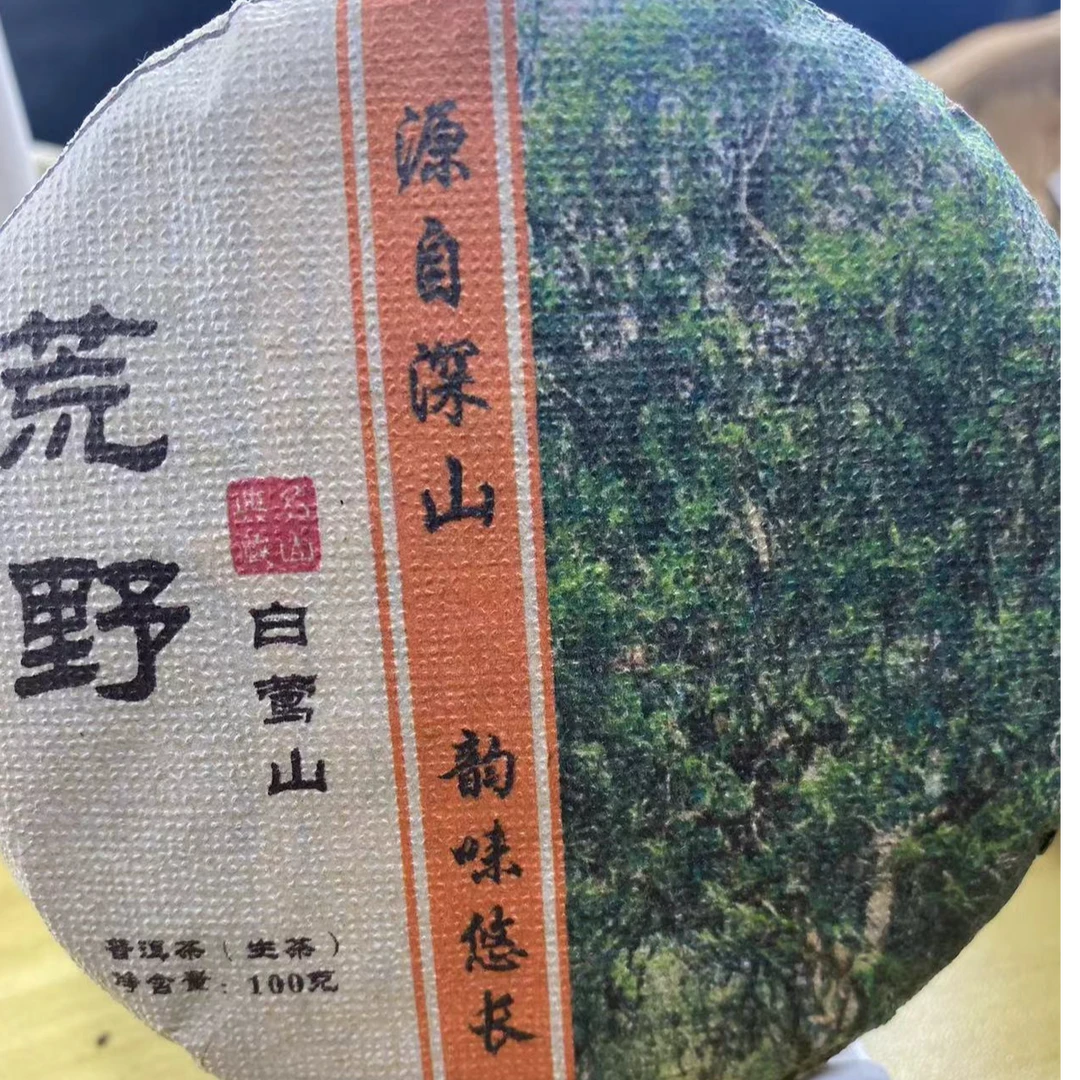 荒野
名山
典藏
白莺山
普洱茶（生茶）
净含量：100克
源自深山 韵味悠长